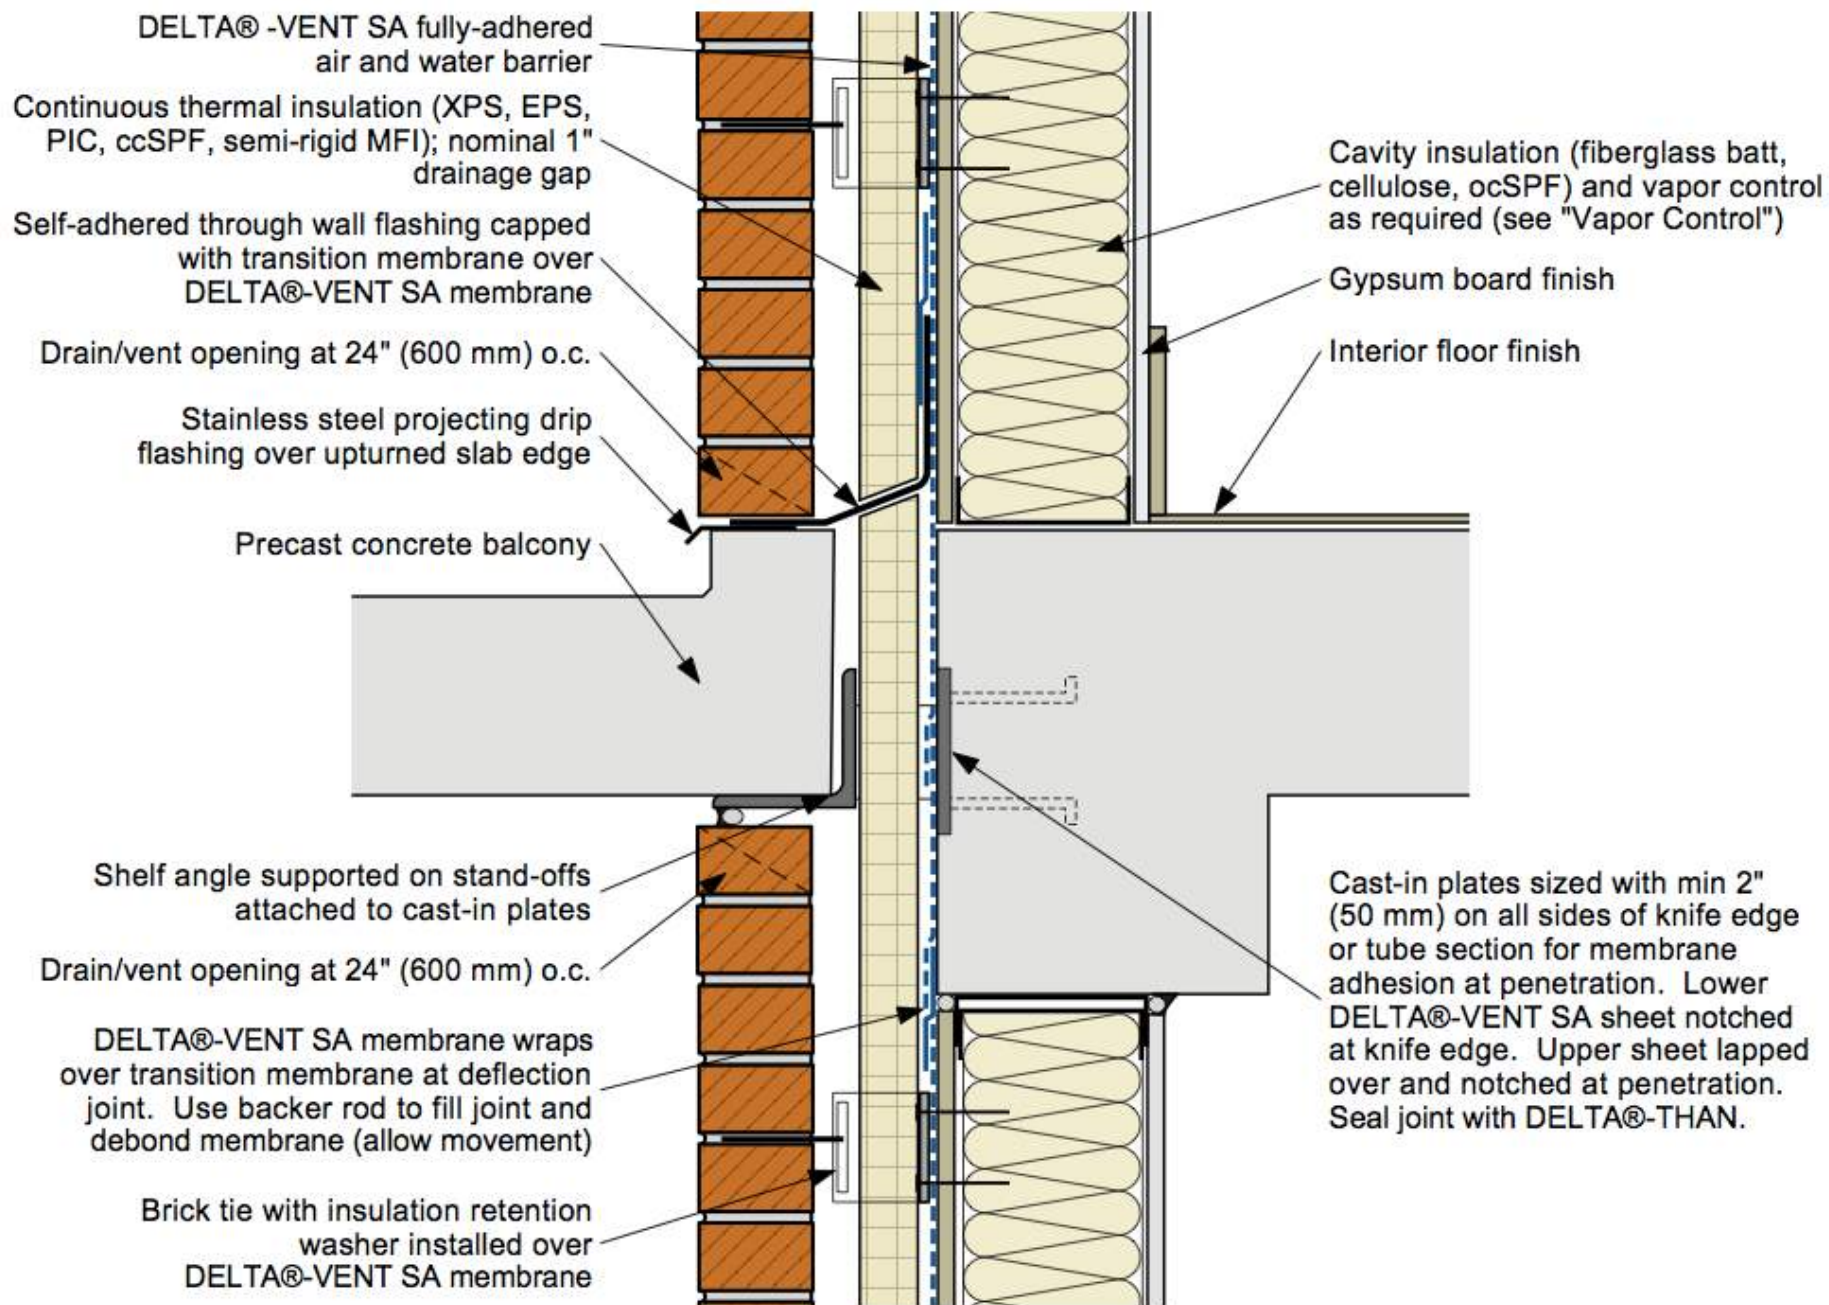 DELTA® -VENT SA fully-adhered
air and water barrier
Continuous thermal insulation (XPS, EPS,
PIC, ccSPF, semi-rigid MFI); nominal 1"
drainage gap
Self-adhered through wall flashing capped
with transition membrane over
DELTA®-VENT SA membrane
Drain/vent opening at 24" (600 mm) o.c.
Stainless steel projecting drip
flashing over upturned slab edge
Precast concrete balcony
Shelf angle supported on stand-offs
attached to cast-in plates
Drain/vent opening at 24" (600 mm) o.c.
DELTA®-VENT SA membrane wraps
over transition membrane at deflection
joint.  Use backer rod to fill joint and
debond membrane (allow movement)
Brick tie with insulation retention
washer installed over
DELTA®-VENT SA membrane
Cavity insulation (fiberglass batt,
cellulose, ocSPF) and vapor control
as required (see "Vapor Control")
Gypsum board finish
Interior floor finish
Cast-in plates sized with min 2"
(50 mm) on all sides of knife edge
or tube section for membrane
adhesion at penetration.  Lower
DELTA®-VENT SA sheet notched
at knife edge.  Upper sheet lapped
over and notched at penetration.
Seal joint with DELTA®-THAN.